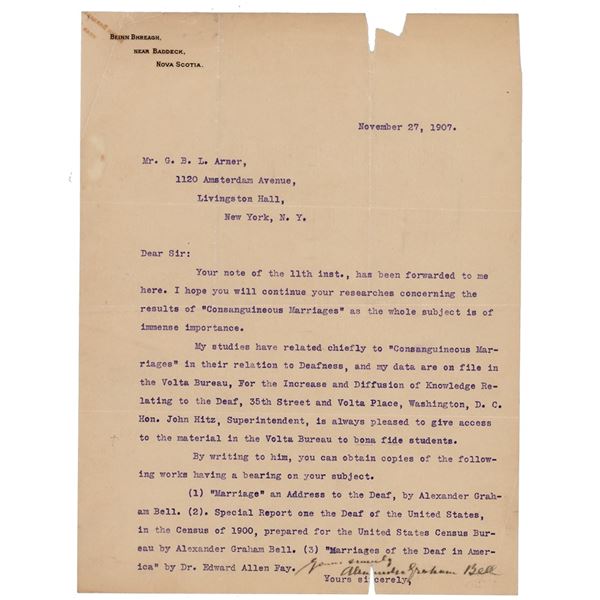 Beinn Bhreagh,
near Baddeck,
Nova Scotia.
November 27, 1907.
Mr. G. B. L. Arner,
1120 Amsterdam Avenue,
Livingston Hall,
New York, N. Y.
Dear Sir:
Your note of the 11th inst., has been forwarded to me
here. I hope you will continue your researches concerning the
results of "Consanguineous Marriages" as the whole subject is of
immense importance.
My studies have related chiefly to "Consanguineous Mar-
riages" in their relation to Deafness, and my data are on file in
the Volta Bureau, For the Increase and Diffusion of Knowledge Re-
lating to the Deaf, 35th Street and Volta Place, Washington, D. C.
Hon. John Hitz, Superintendent, is always pleased to give access
to the material in the Volta Bureau to bona fide students.
By writing to him, you can obtain copies of the follow-
ing works having a bearing on your subject.
(1) "Marriage" an Address to the Deaf, by Alexander Grah-
am Bell. (2). Special Report one the Deaf of the United States,
in the Census of 1900, prepared for the United States Census Bur-
eau by Alexander Graham Bell. (3) "Marriages of the Deaf in Amer-
ica" by Dr. Edward Allen Fay.
Yours sincerely
Alexander Graham Bell
Yours sincerely,